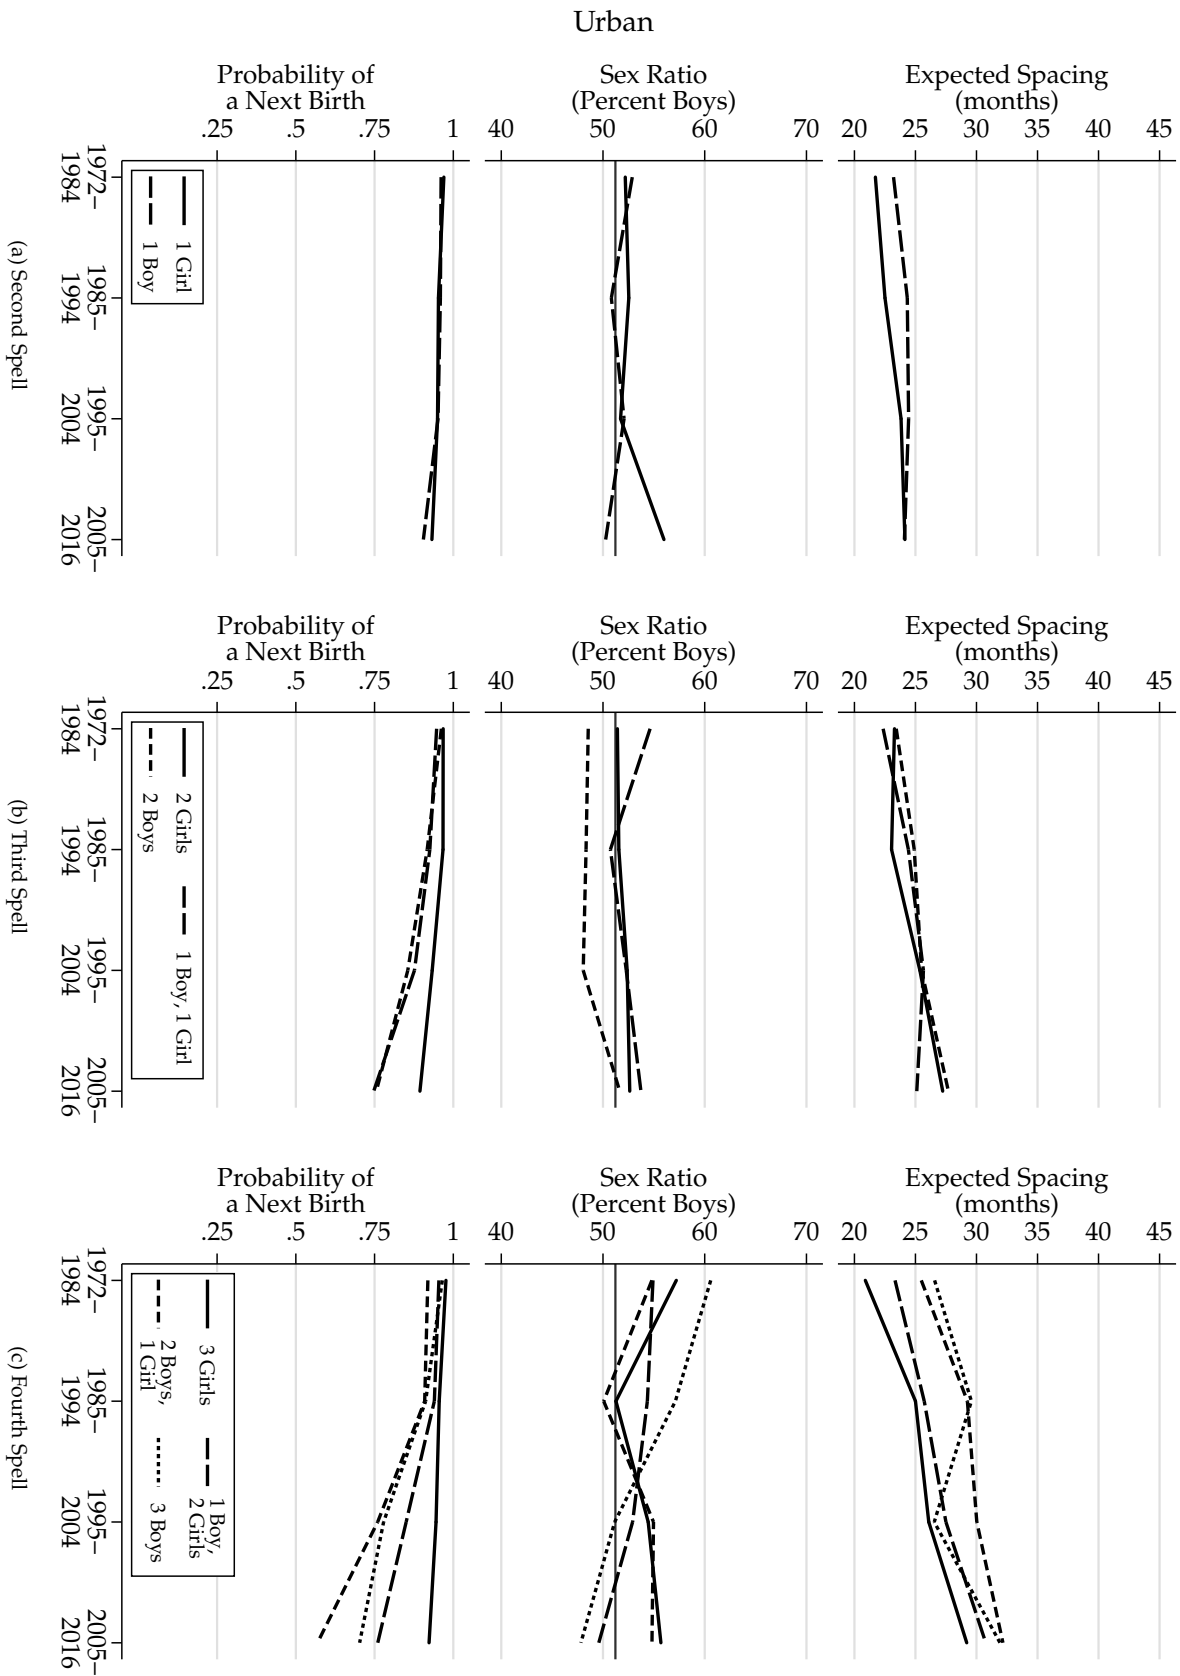 Urban
Probability of
a Next Birth
.25 .5 .75 1
Sex Ratio
(Percent Boys)
40 50 60 70
Expected Spacing
(months)
20 25 30 35 40 45
1972–
1984
1985–
1994
1995–
2004
2005–
2016
1 Girl
1 Boy
(a) Second Spell
Probability of
a Next Birth
.25 .5 .75 1
Sex Ratio
(Percent Boys)
40 50 60 70
Expected Spacing
(months)
20 25 30 35 40 45
1972–
1984
1985–
1994
1995–
2004
2005–
2016
2 Girls
1 Boy, 1 Girl
2 Boys
(b) Third Spell
Probability of
a Next Birth
.25 .5 .75 1
Sex Ratio
(Percent Boys)
40 50 60 70
Expected Spacing
(months)
20 25 30 35 40 45
1972–
1984
1985–
1994
1995–
2004
2005–
2016
3 Girls
1 Boy,
2 Girls
2 Boys,
1 Girl
3 Boys
(c) Fourth Spell